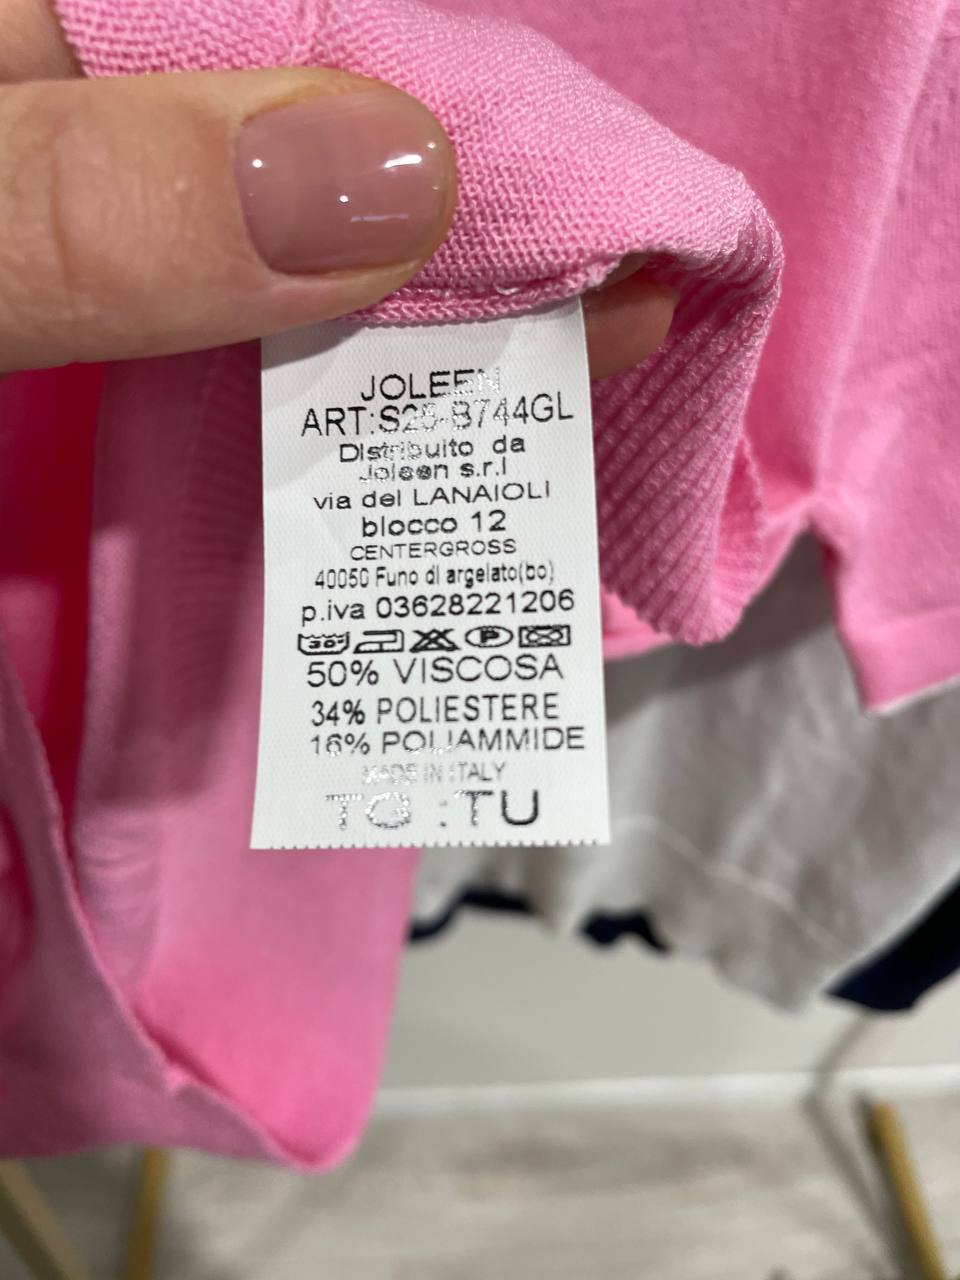 JOLEEN
ART:S25-B744GL
Distribuito da
Joleen s.r.l
via dei LANAIOLI
blocco 12
CENTERGROSS
40050 Funo di argelato(bo)
p.iva 03628221206
30 P
50% VISCOSA
34% POLIESTERE
16% POLIAMMIDE
MADE IN ITALY
TG :TU